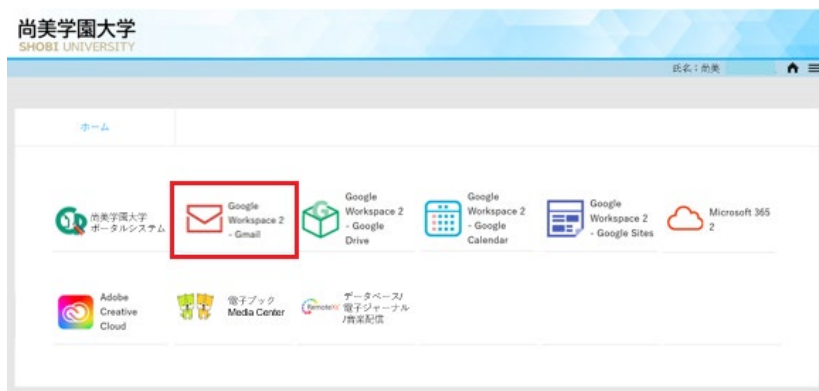 尚美学園大学
SHOBI UNIVERSITY
氏名：尚美
ホーム
尚美学園大学
ポータルシステム
Google
Workspace 2
- Gmail
Google
Workspace 2
- Google
Drive
Google
Workspace 2
- Google
Calendar
Google
Workspace 2
- Google Sites
Microsoft 365
2
Adobe
Creative
Cloud
電子ブック
Media Center
RemoteXs
データベース/
電子ジャーナル
/音楽配信